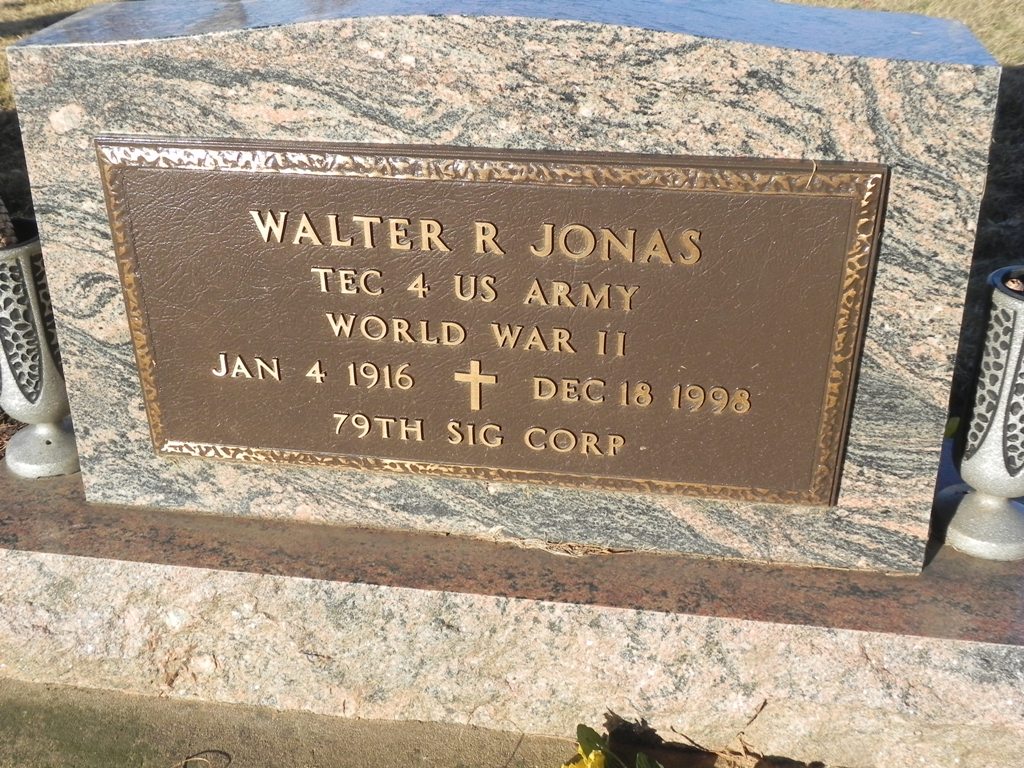 WALTER R JONAS
TEC 4 US ARMY
WORLD WAR II
JAN 4 1916 DEC 18 1998
79TH SIG CORP